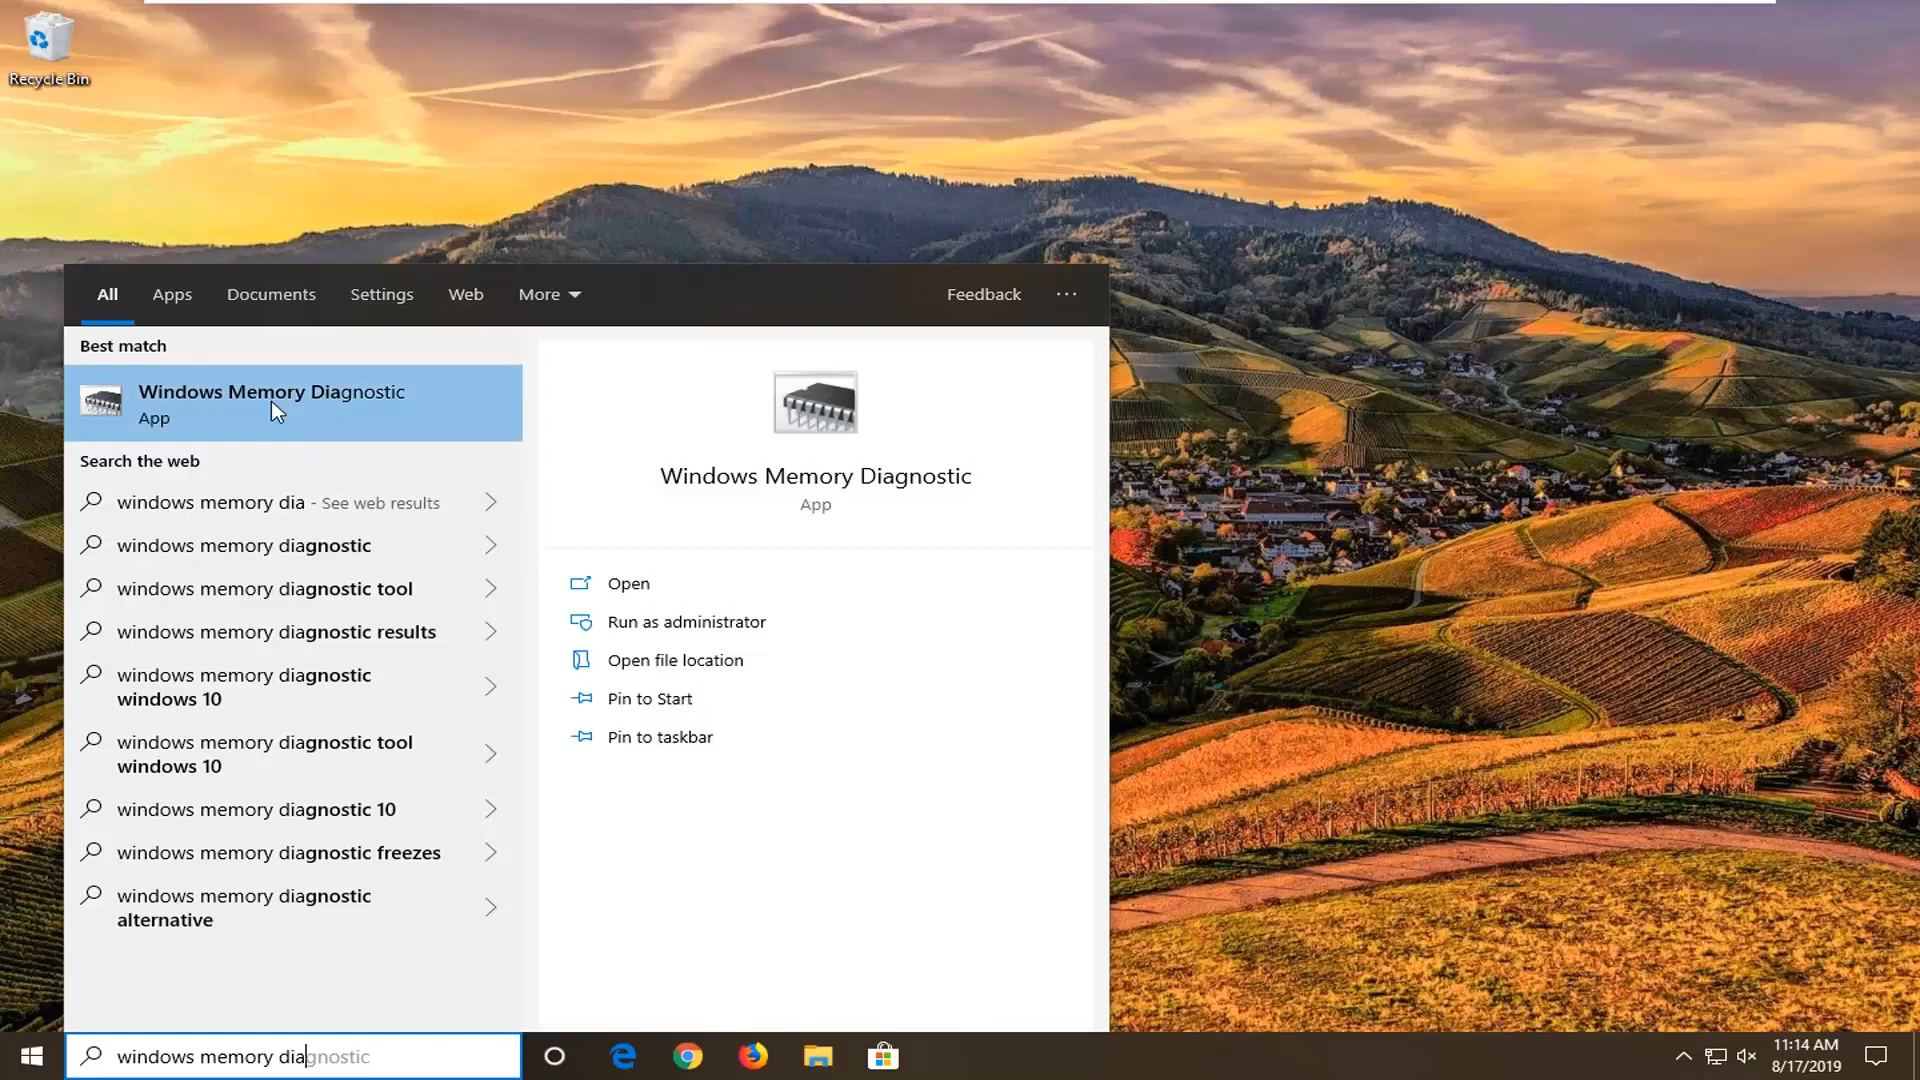 Recycle Bin
All
Apps
Documents
Settings
Web
More
Feedback
Best match
Windows Memory Diagnostic
App
Search the web
windows memory dia - See web results
windows memory diagnostic
windows memory diagnostic tool
windows memory diagnostic results
windows memory diagnostic
windows 10
windows memory diagnostic tool
windows 10
windows memory diagnostic 10
windows memory diagnostic freezes
windows memory diagnostic
alternative
Windows Memory Diagnostic
App
Open
Run as administrator
Open file location
Pin to Start
Pin to taskbar
windows memory diagnostic
11:14 AM
8/17/2019